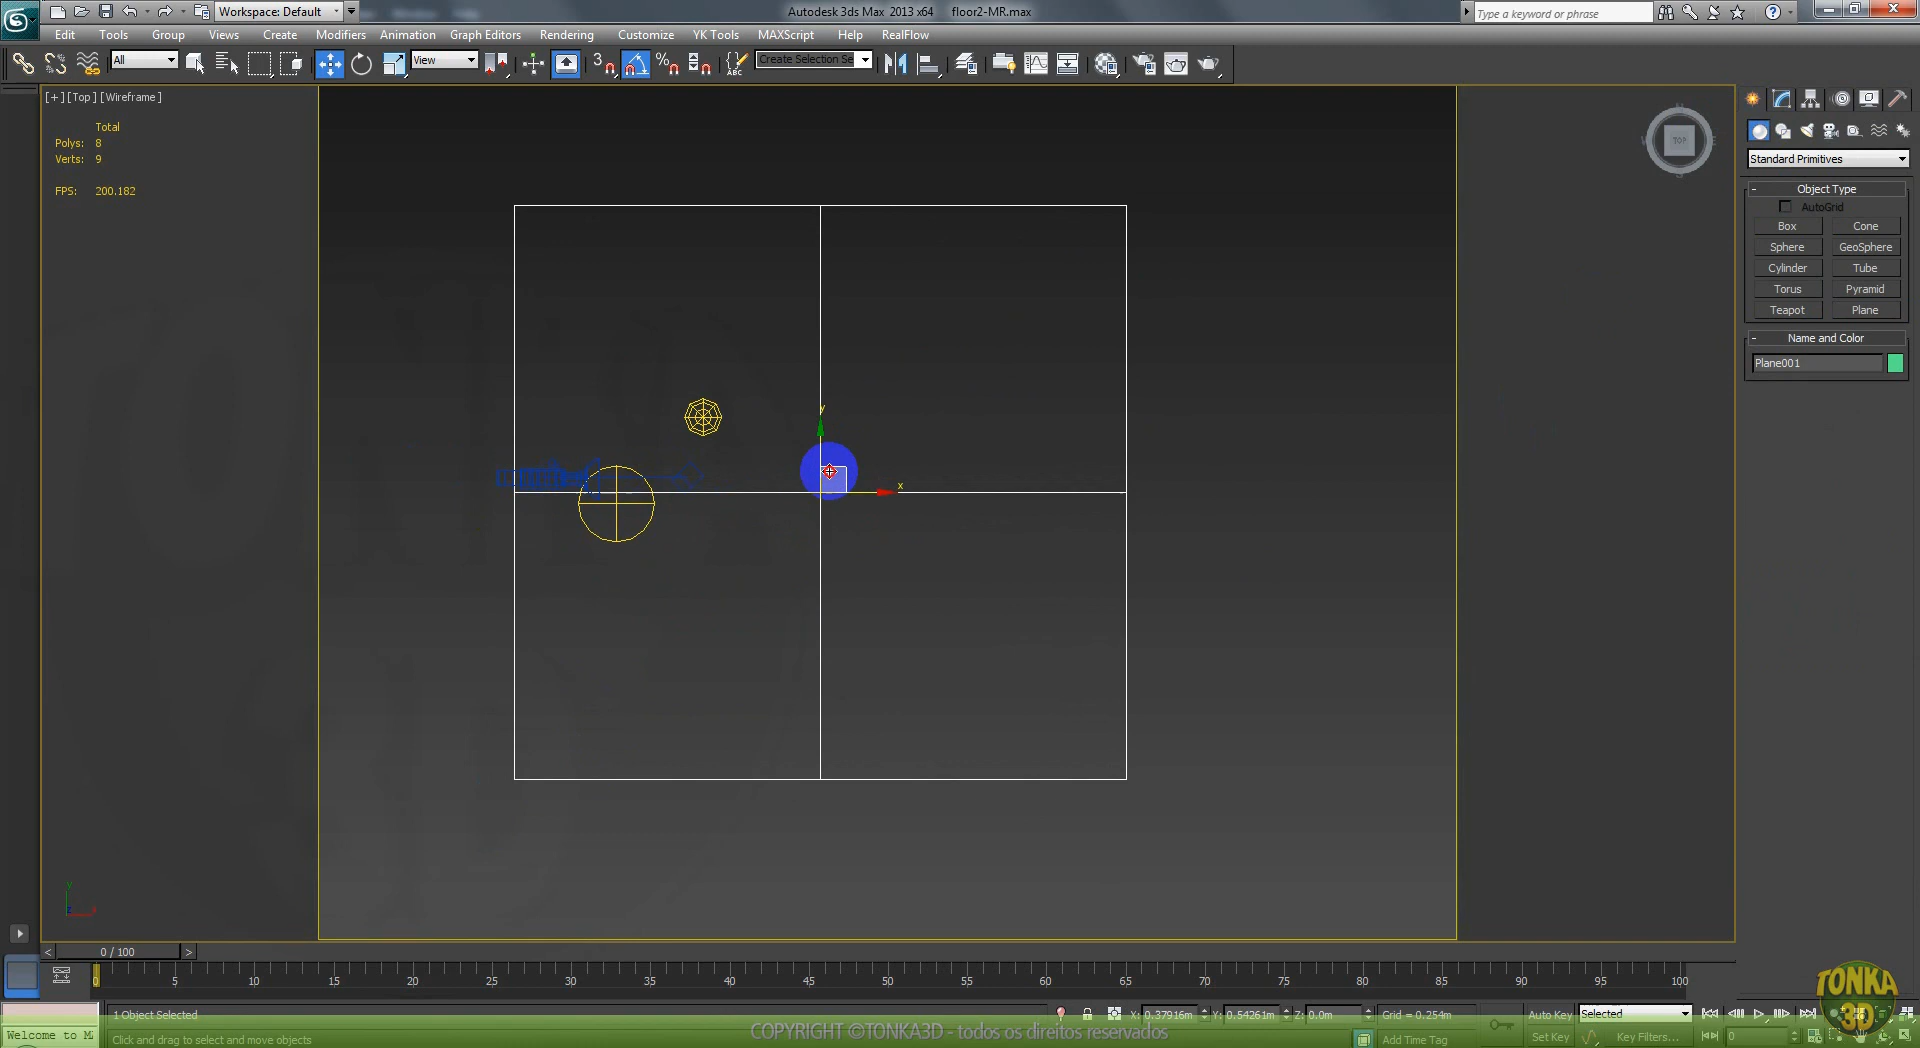 Workspace: Default
Autodesk 3ds Max 2013 x64 floor2-MR.max
Type a keyword or phrase
Edit Tools Group Views Create Modifiers Animation Graph Editors Rendering Customize YK Tools MAXScript Help RealFlow
All
View
3
%
ABC
Create Selection Se
[+][Top][Wireframe]
Total
Polys: 8
Verts: 9
FPS: 200.182
TOP
Standard Primitives
- Object Type
AutoGrid
Box Cone
Sphere GeoSphere
Cylinder Tube
Torus Pyramid
Teapot Plane
- Name and Color
Plane001
y
x
y
< 0 / 100 >
0 5 10 15 20 25 30 35 40 45 50 55 60 65 70 75 80 85 90 95 100
TONKA
3D
1 Object Selected
X: 0.37916m Y: 0.54261m Z: 0.0m Grid = 0.254m
Auto Key Selected
Welcome to M
Click and drag to select and move objects
COPYRIGHT ©TONKA3D - todos os direitos reservados
Add Time Tag
Set Key Key Filters... 0